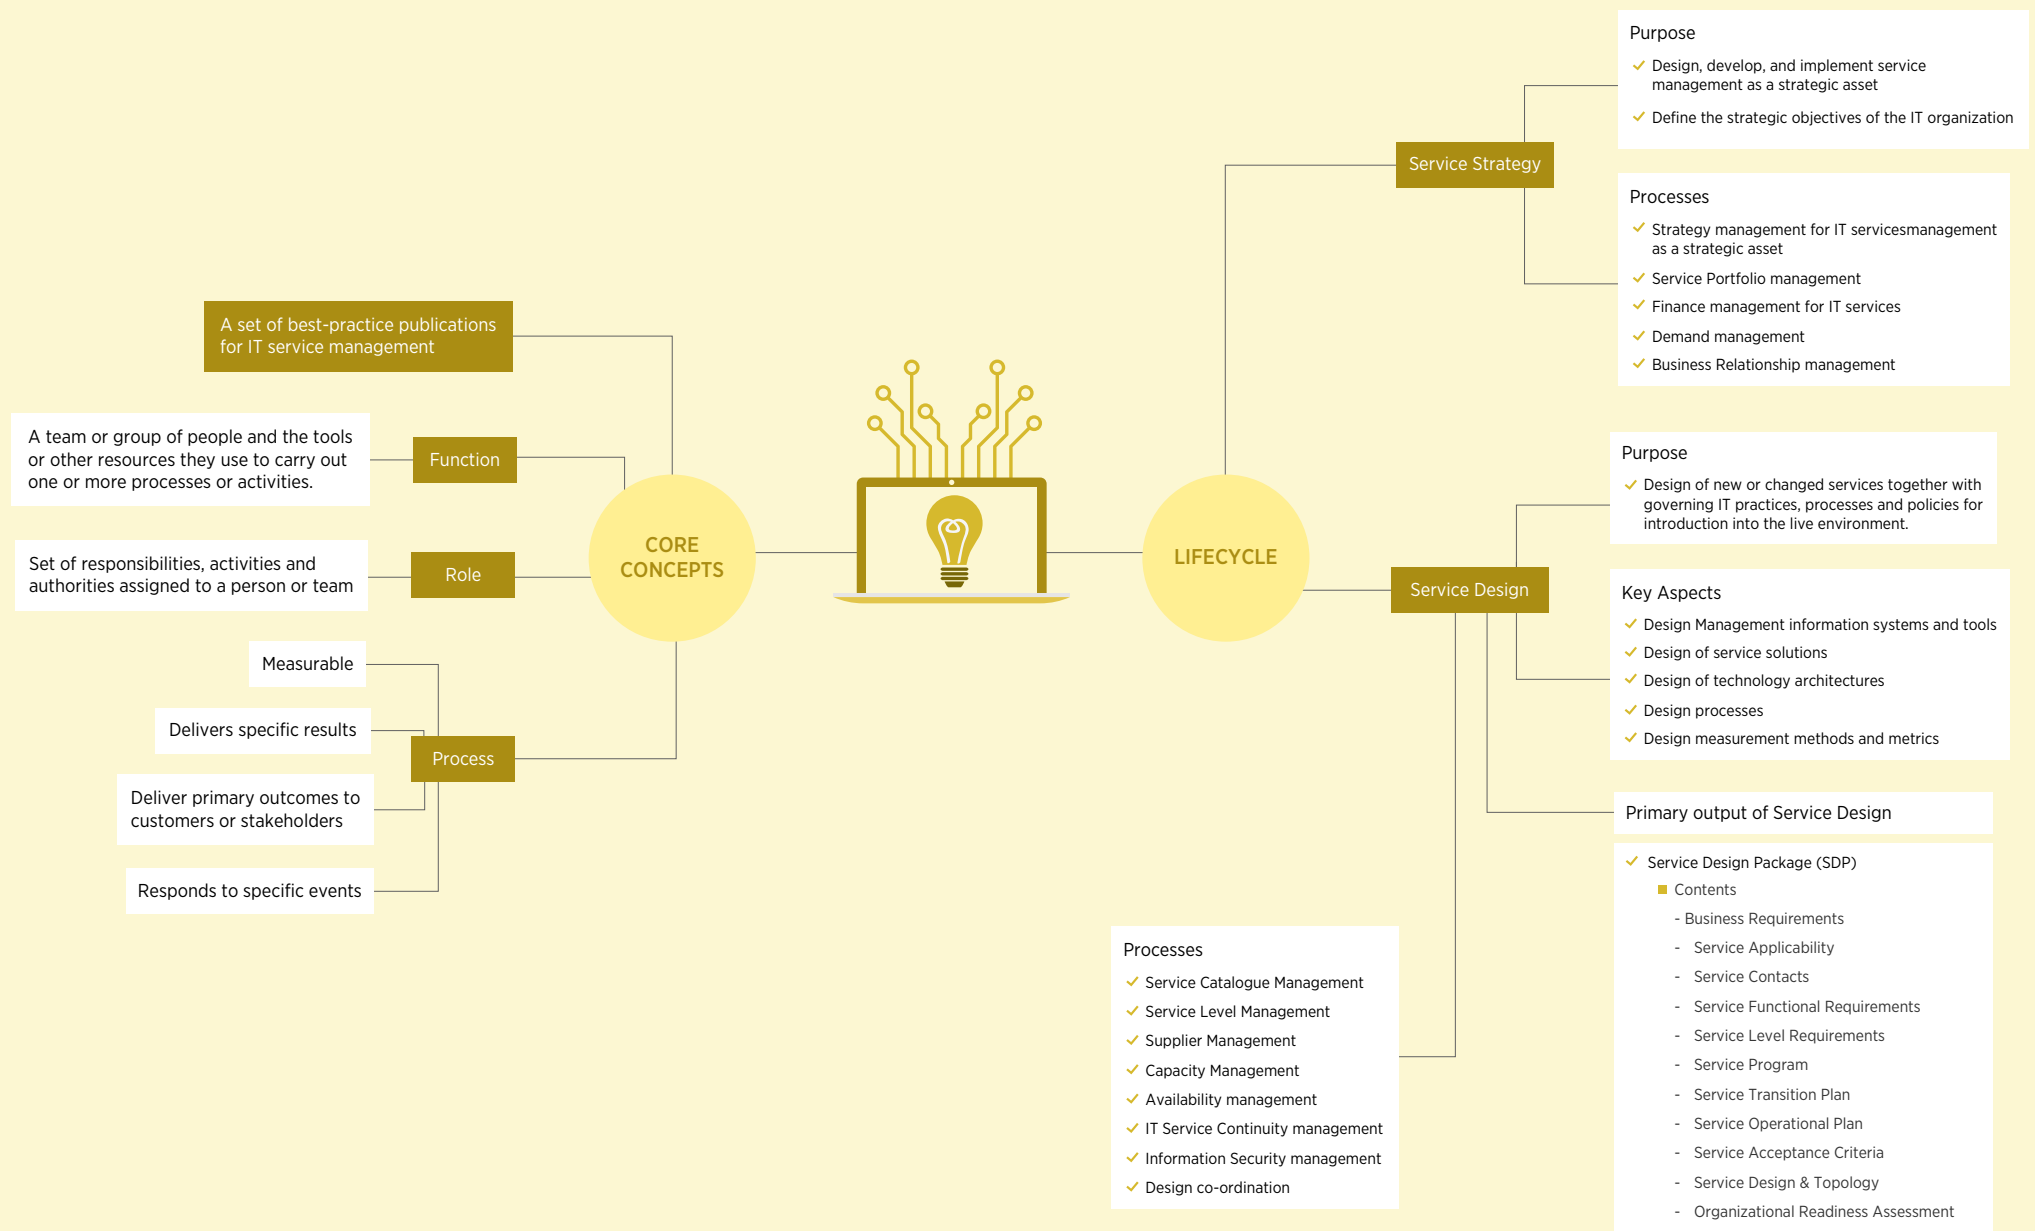 A set of best-practice publications
for IT service management
A team or group of people and the tools
or other resources they use to carry out
one or more processes or activities.
Function
Set of responsibilities, activities and
authorities assigned to a person or team
Role
Measurable
Delivers specific results
Process
Deliver primary outcomes to
customers or stakeholders
Responds to specific events
CORE
CONCEPTS
LIFECYCLE
Service Strategy
Purpose
Design, develop, and implement service
management as a strategic asset
Define the strategic objectives of the IT organization
Processes
Strategy management for IT servicesmanagement
as a strategic asset
Service Portfolio management
Finance management for IT services
Demand management
Business Relationship management
Service Design
Purpose
Design of new or changed services together with
governing IT practices, processes and policies for
introduction into the live environment.
Key Aspects
Design Management information systems and tools
Design of service solutions
Design of technology architectures
Design processes
Design measurement methods and metrics
Primary output of Service Design
Service Design Package (SDP)
Contents
- Business Requirements
- Service Applicability
- Service Contacts
- Service Functional Requirements
- Service Level Requirements
- Service Program
- Service Transition Plan
- Service Operational Plan
- Service Acceptance Criteria
- Service Design & Topology
- Organizational Readiness Assessment
Processes
Service Catalogue Management
Service Level Management
Supplier Management
Capacity Management
Availability management
IT Service Continuity management
Information Security management
Design co-ordination